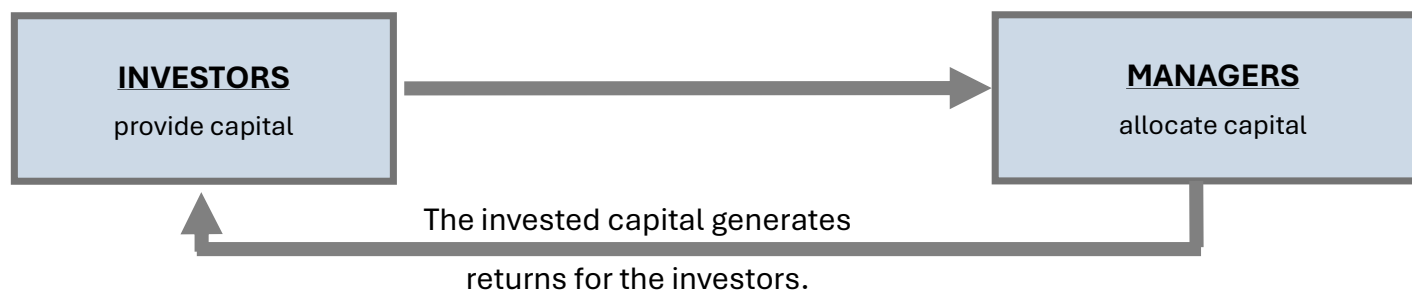 INVESTORS
provide capital
MANAGERS
allocate capital
The invested capital generates
returns for the investors.